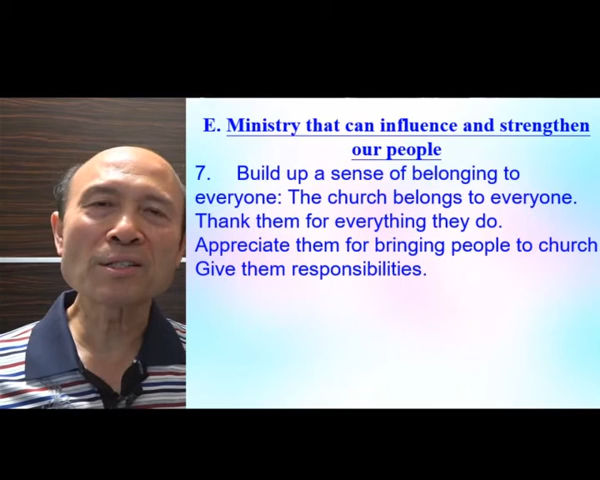 E. Ministry that can influence and strengthen
our people
7. Build up a sense of belonging to
everyone: The church belongs to everyone.
Thank them for everything they do.
Appreciate them for bringing people to church
Give them responsibilities.